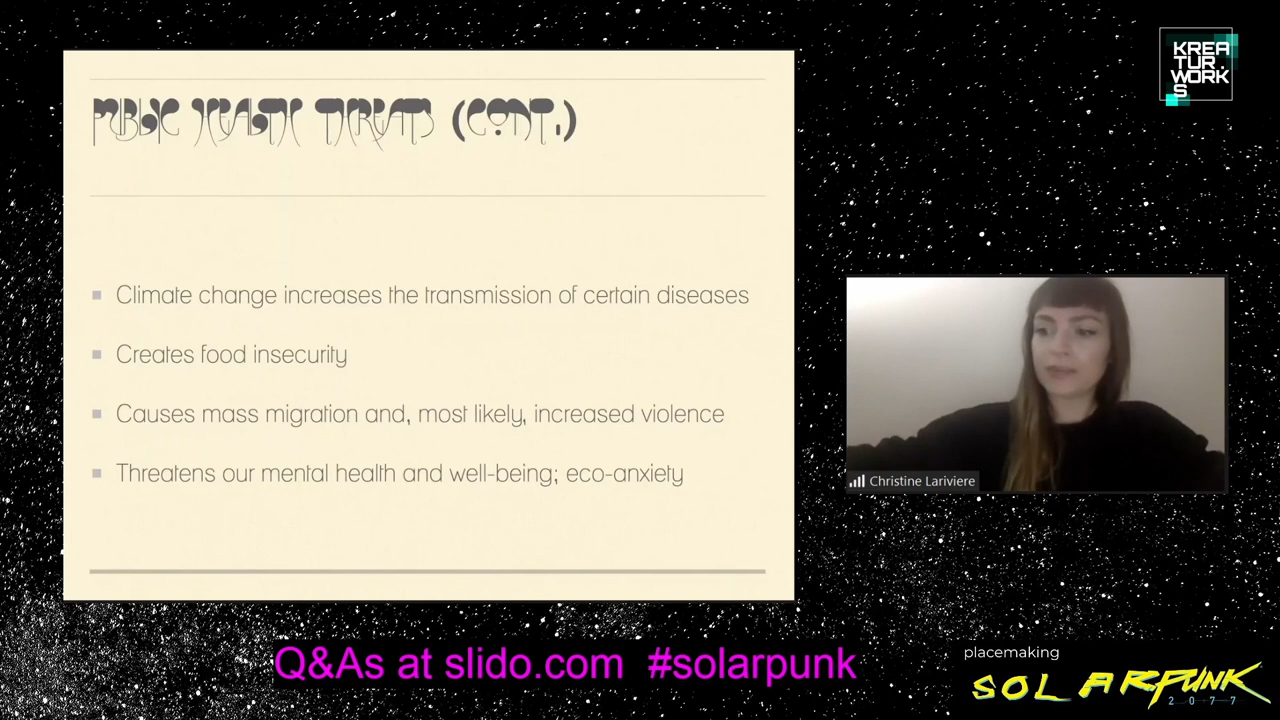 PUBLIC HEALTH THREATS (CONT.)
Climate change increases the transmission of certain diseases
Creates food insecurity
Causes mass migration and, most likely, increased violence
Threatens our mental health and well-being; eco-anxiety
KREA
TUR.
WORK
S
Christine Lariviere
Q&As at slido.com #solarpunk
placemaking
SOLARPUNK
2077